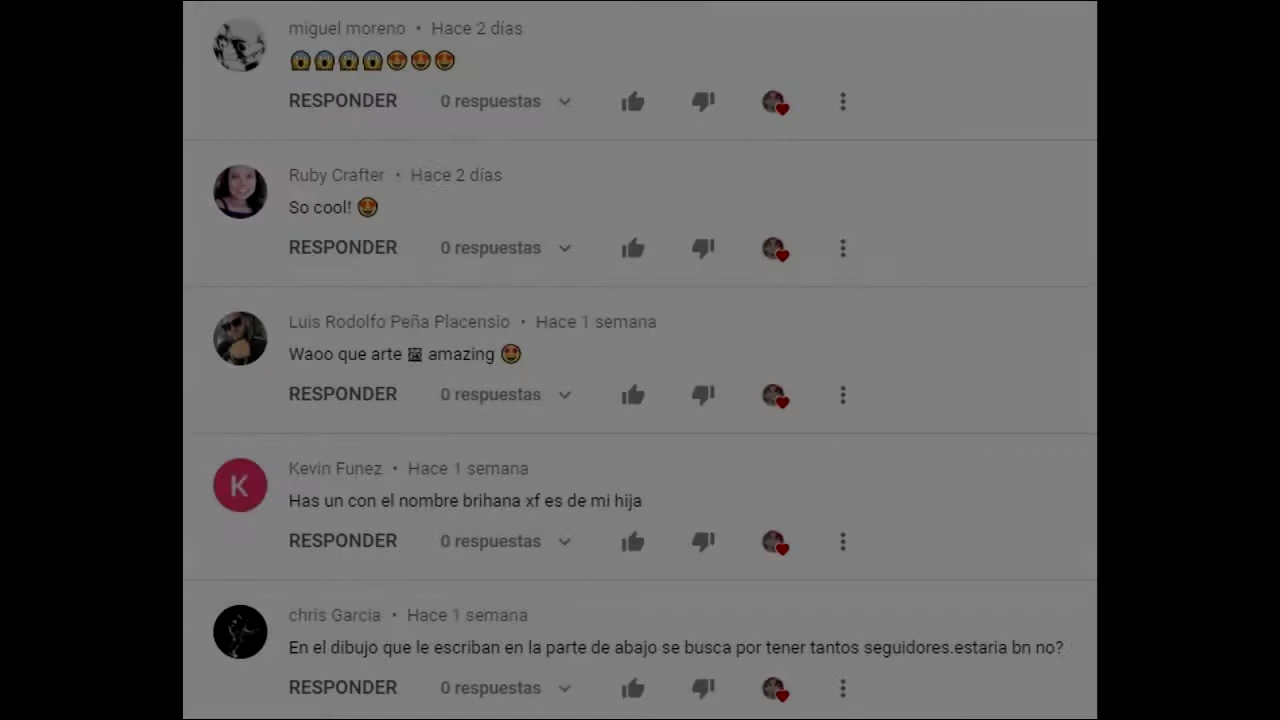 miguel moreno • Hace 2 días
😱😱😱😱🤩🤩🤩
RESPONDER 0 respuestas
Ruby Crafter • Hace 2 días
So cool! 🤩
RESPONDER 0 respuestas
Luis Rodolfo Peña Placensio • Hace 1 semana
Waoo que arte 🖼 amazing 🤩
RESPONDER 0 respuestas
K
Kevin Funez • Hace 1 semana
Has un con el nombre brihana xf es de mi hija
RESPONDER 0 respuestas
chris Garcia • Hace 1 semana
En el dibujo que le escriban en la parte de abajo se busca por tener tantos seguidores.estaria bn no?
RESPONDER 0 respuestas